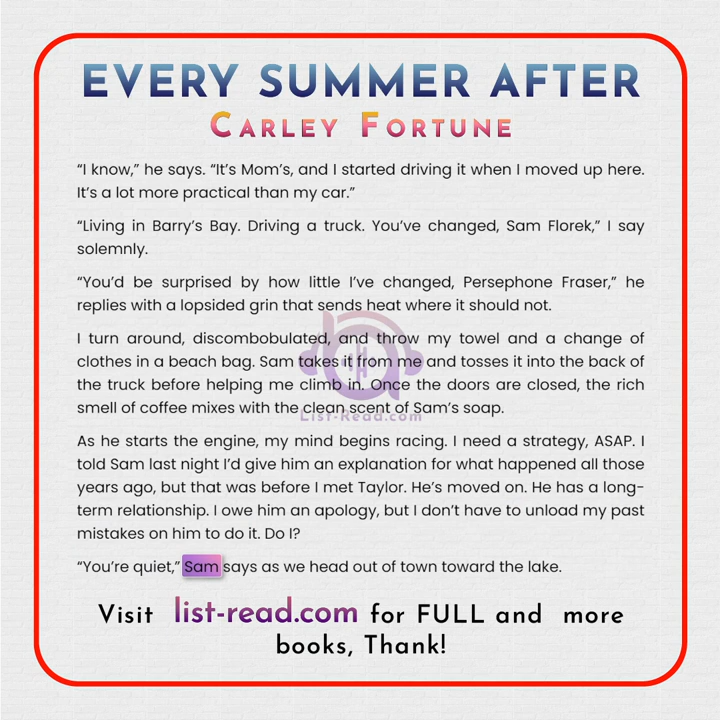 EVERY SUMMER AFTER
CARLEY FORTUNE
“I know,” he says. “It’s Mom’s, and I started driving it when I moved up here.
It’s a lot more practical than my car.”
“Living in Barry’s Bay. Driving a truck. You’ve changed, Sam Florek,” I say
solemnly.
“You’d be surprised by how little I’ve changed, Persephone Fraser,” he
replies with a lopsided grin that sends heat where it should not.
I turn around, discombobulated, and throw my towel and a change of
clothes in a beach bag. Sam takes it from me and tosses it into the back of
the truck before helping me climb in. Once the doors are closed, the rich
smell of coffee mixes with the clean scent of Sam’s soap.
List-Read.com
As he starts the engine, my mind begins racing. I need a strategy, ASAP. I
told Sam last night I’d give him an explanation for what happened all those
years ago, but that was before I met Taylor. He’s moved on. He has a long-
term relationship. I owe him an apology, but I don’t have to unload my past
mistakes on him to do it. Do I?
“You’re quiet,” Sam says as we head out of town toward the lake.
Visit list-read.com for FULL and more
books, Thank!